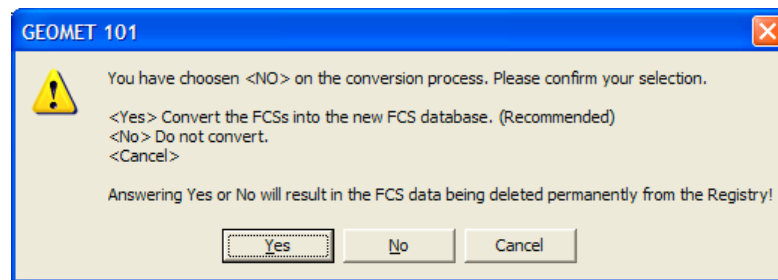 GEOMET 101
You have choosen <NO> on the conversion process. Please confirm your selection.
<Yes> Convert the FCSs into the new FCS database. (Recommended)
<No> Do not convert.
<Cancel>
Answering Yes or No will result in the FCS data being deleted permanently from the Registry!
Yes No Cancel